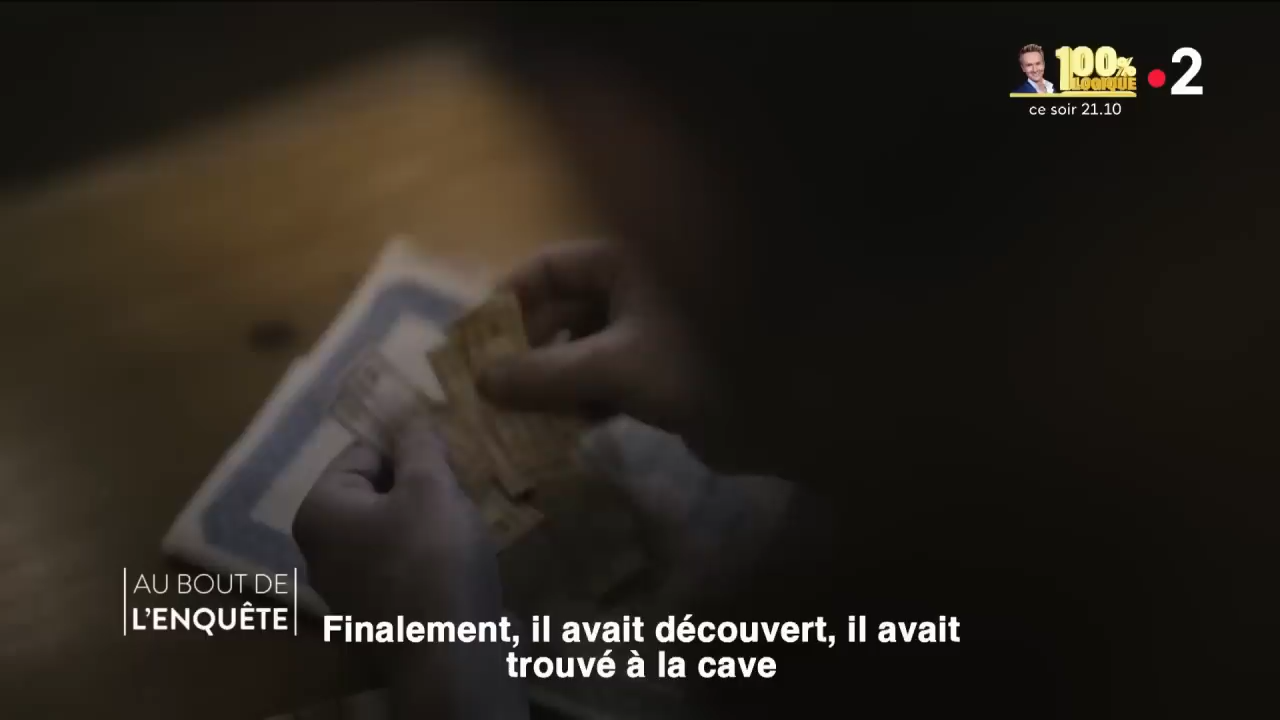 100%
LOGIQUE
2
ce soir 21.10
AU BOUT DE
L'ENQUÊTE
Finalement, il avait découvert, il avait
trouvé à la cave